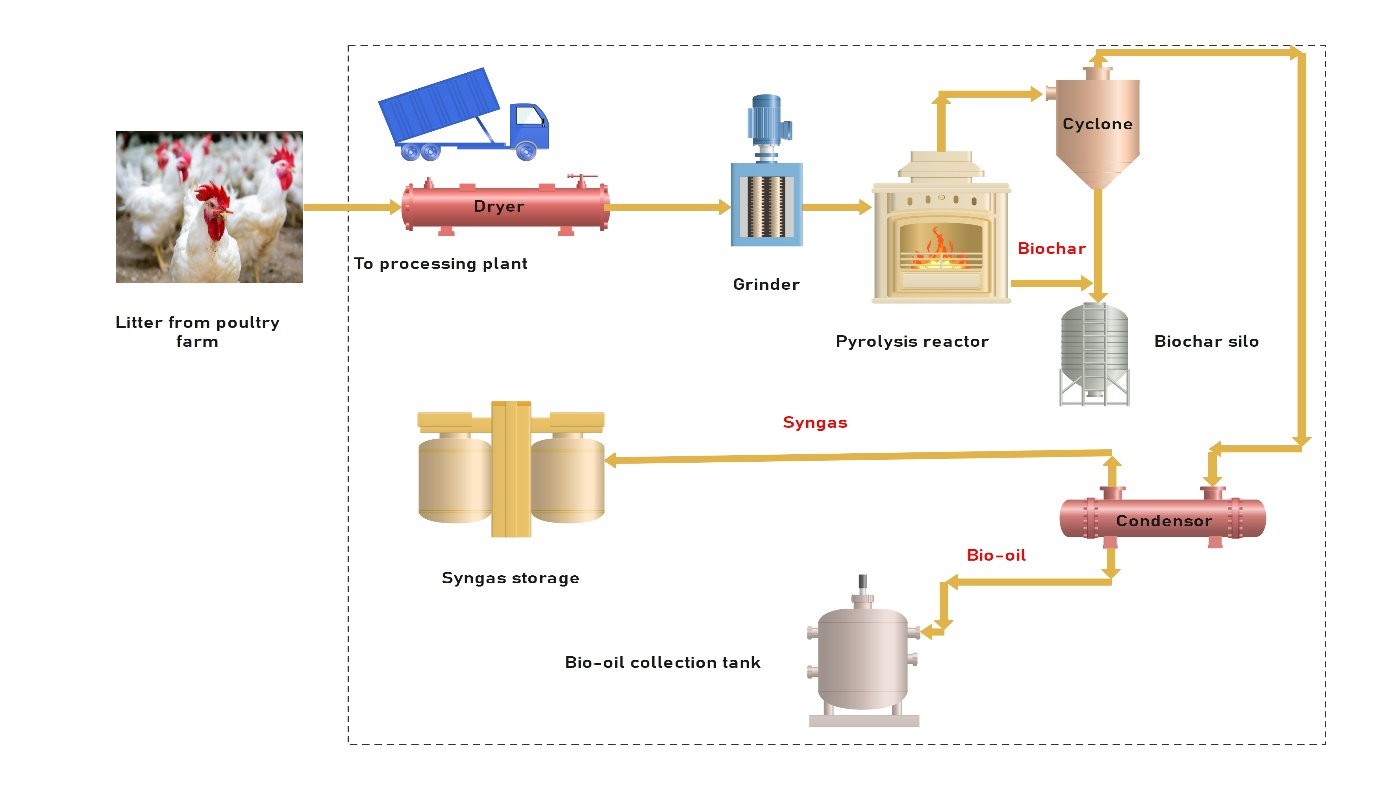 Cyclone
Dryer
Biochar
To processing plant
Grinder
Litter from poultry
farm
Pyrolysis reactor
Biochar silo
Syngas
Condensor
Bio-oil
Syngas storage
Bio-oil collection tank